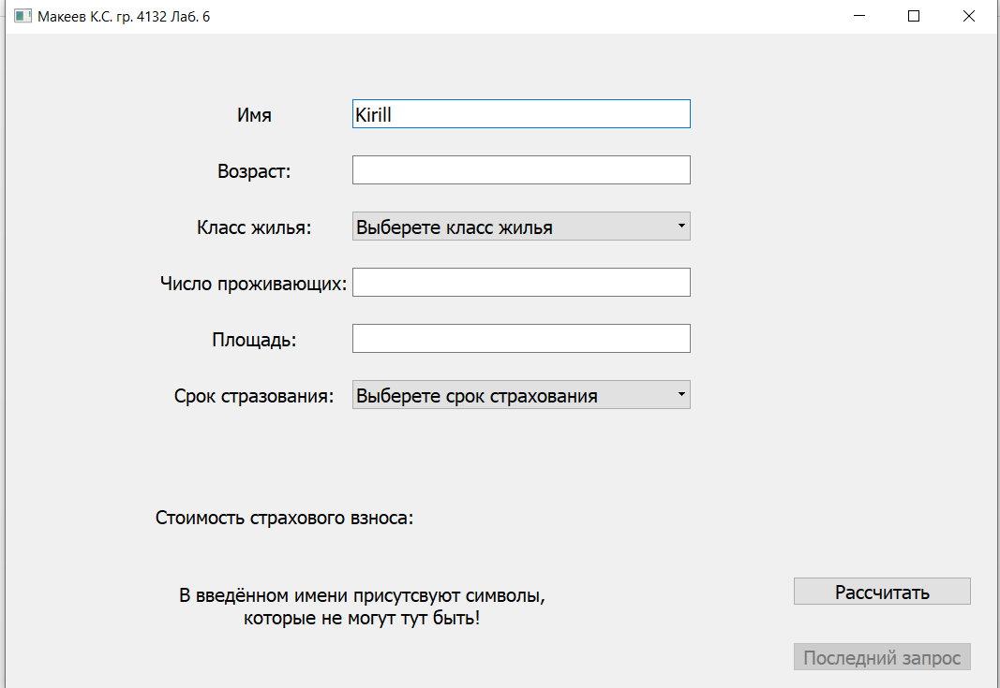 Макеев К.С. гр. 4132 Лаб. 6
Имя
Kirill
Возраст:
Класс жилья:
Выберете класс жилья
Число проживающих:
Площадь:
Срок стразования:
Выберете срок страхования
Стоимость страхового взноса:
В введённом имени присутсвуют символы,
которые не могут тут быть!
Рассчитать
Последний запрос